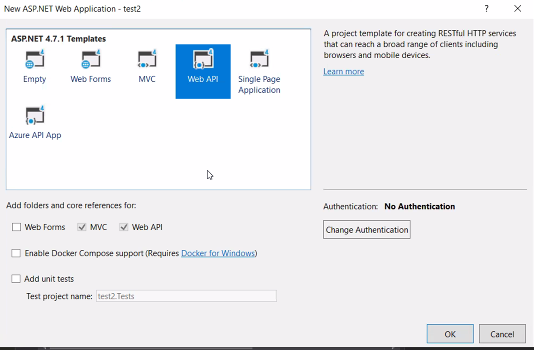 New ASP.NET Web Application - test2
ASP.NET 4.7.1 Templates
Empty
Web Forms
MVC
Web API
Single Page
Application
Azure API App
A project template for creating RESTful HTTP services
that can reach a broad range of clients including
browsers and mobile devices.
Learn more
Add folders and core references for:
Web Forms
MVC
Web API
Enable Docker Compose support (Requires Docker for Windows)
Add unit tests
Test project name:
test2.Tests
Authentication: No Authentication
Change Authentication
OK
Cancel